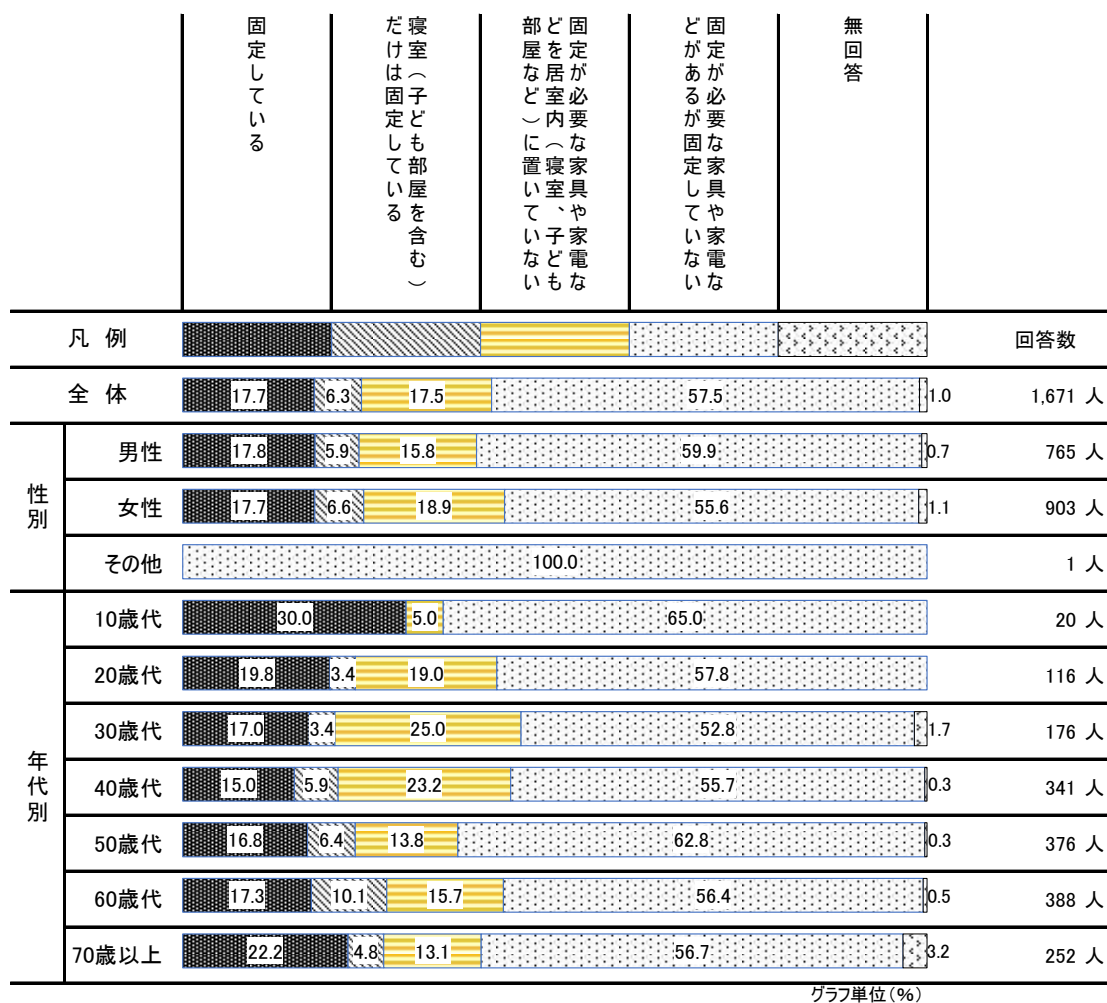 固定している
寝室（子ども部屋を含む）
だけは固定している
固定が必要な家具や家電な
どを居室内（寝室、子ども
部屋など）に置いていない
固定が必要な家具や家電な
どがあるが固定していない
無回答
凡 例 回答数
全 体 17.7 6.3 17.5 57.5 1.0 1,671 人
性別
男性 17.8 5.9 15.8 59.9 0.7 765 人
女性 17.7 6.6 18.9 55.6 1.1 903 人
その他 100.0 1 人
年代別
10歳代 30.0 5.0 65.0 20 人
20歳代 19.8 3.4 19.0 57.8 116 人
30歳代 17.0 3.4 25.0 52.8 1.7 176 人
40歳代 15.0 5.9 23.2 55.7 0.3 341 人
50歳代 16.8 6.4 13.8 62.8 0.3 376 人
60歳代 17.3 10.1 15.7 56.4 0.5 388 人
70歳以上 22.2 4.8 13.1 56.7 3.2 252 人
グラフ単位（%）